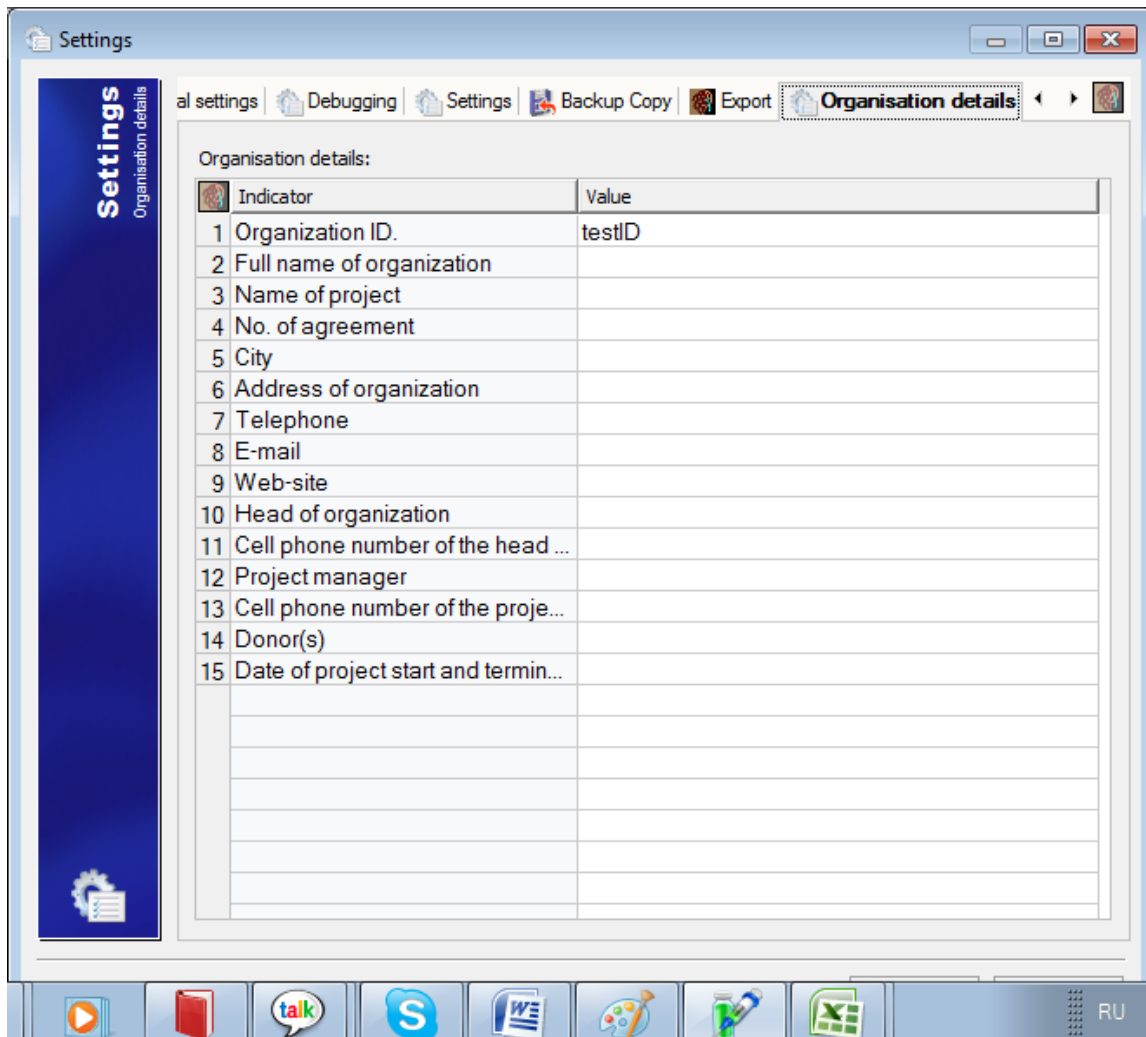 Settings
Settings
Organisation details
al settings Debugging Settings Backup Copy Export Organisation details
Organisation details:
Indicator Value
1 Organization ID. testID
2 Full name of organization
3 Name of project
4 No. of agreement
5 City
6 Address of organization
7 Telephone
8 E-mail
9 Web-site
10 Head of organization
11 Cell phone number of the head ...
12 Project manager
13 Cell phone number of the proje...
14 Donor(s)
15 Date of project start and termin...
talk S W X RU